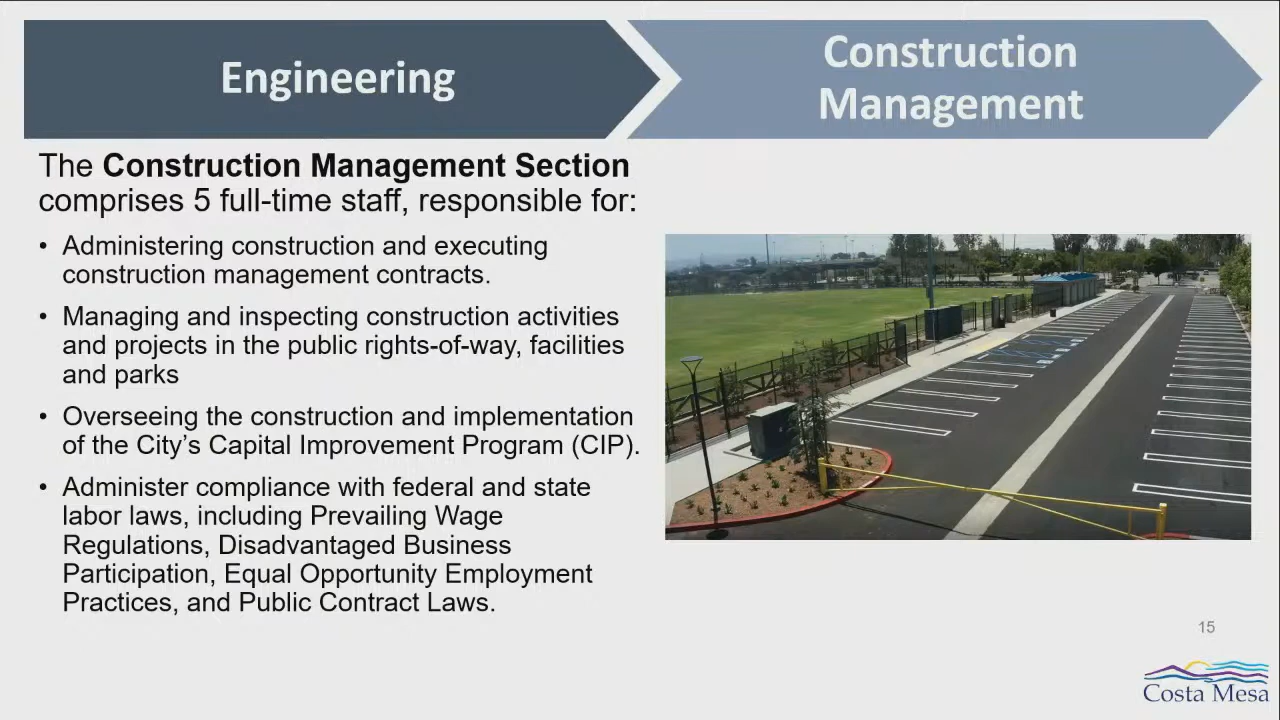 Engineering
Construction
Management
The Construction Management Section
comprises 5 full-time staff, responsible for:
• Administering construction and executing
construction management contracts.
• Managing and inspecting construction activities
and projects in the public rights-of-way, facilities
and parks
• Overseeing the construction and implementation
of the City's Capital Improvement Program (CIP).
• Administer compliance with federal and state
labor laws, including Prevailing Wage
Regulations, Disadvantaged Business
Participation, Equal Opportunity Employment
Practices, and Public Contract Laws.
15
Costa Mesa